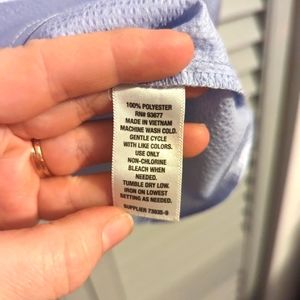 100% POLYESTER
RN# 93677
MADE IN VIETNAM
MACHINE WASH COLD.
GENTLE CYCLE
WITH LIKE COLORS.
USE ONLY
NON-CHLORINE
BLEACH WHEN
NEEDED.
TUMBLE DRY LOW.
IRON ON LOWEST
SETTING AS NEEDED.
SUPPLIER 73935-9